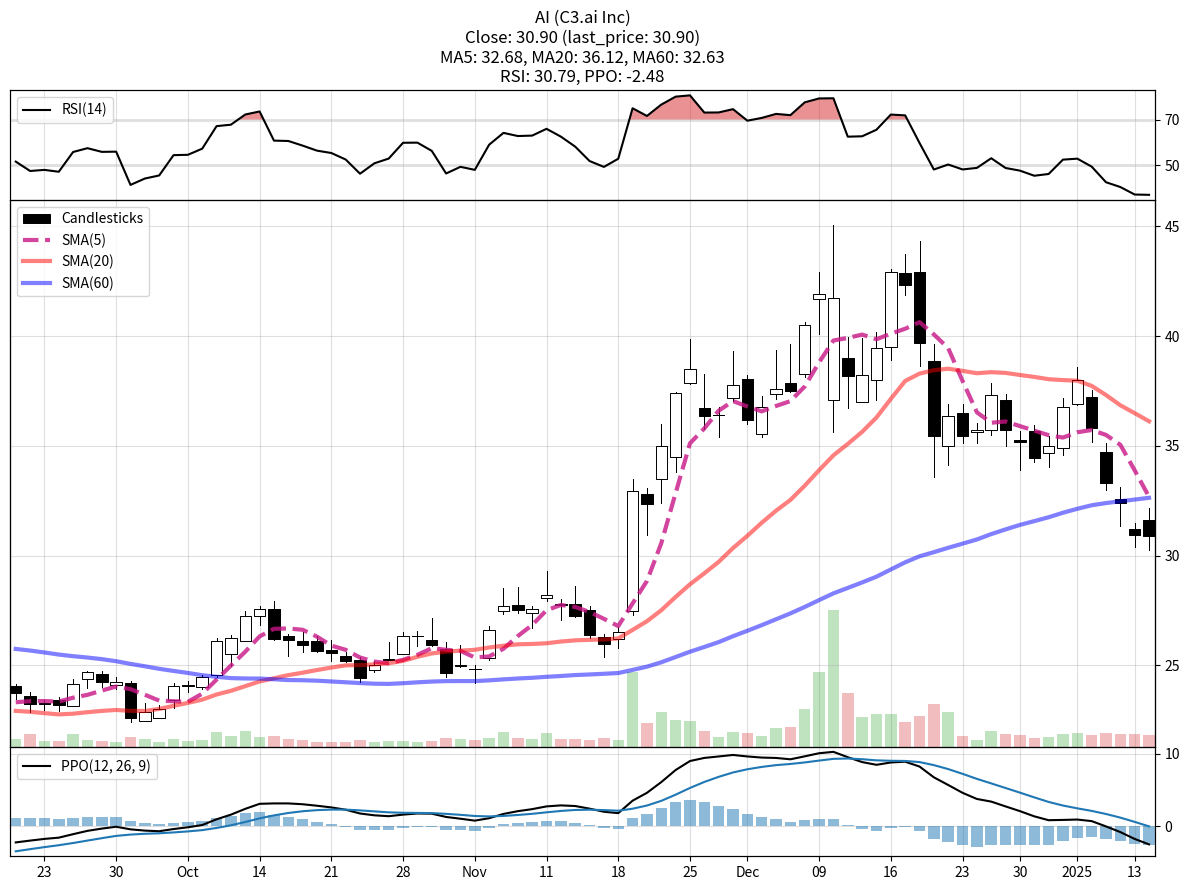 AI (C3.ai Inc)
Close: 30.90 (last_price: 30.90)
MA5: 32.68, MA20: 36.12, MA60: 32.63
RSI: 30.79, PPO: -2.48
RSI(14)
70
50
Candlesticks
SMA(5)
SMA(20)
SMA(60)
45
40
35
30
25
PPO(12, 26, 9)
10
0
23 30 Oct 14 21 28 Nov 11 18 25 Dec 09 16 23 30 2025 13